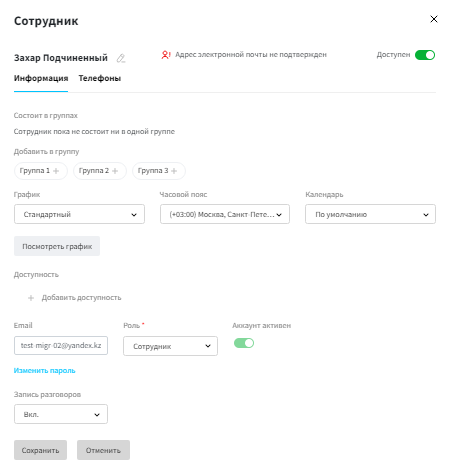 Сотрудник
Захар Подчиненный
Адрес электронной почты не подтвержден
Доступен
Информация Телефоны
Состоит в группах
Сотрудник пока не состоит ни в одной группе
Добавить в группу
Группа 1 + Группа 2 + Группа 3 +
График Часовой пояс Календарь
Стандартный (+03:00) Москва, Санкт-Пете... По умолчанию
Посмотреть график
Доступность
+ Добавить доступность
Email Роль * Аккаунт активен
test-migr-02@yandex.kz Сотрудник
Изменить пароль
Запись разговоров
Вкл.
Сохранить Отменить